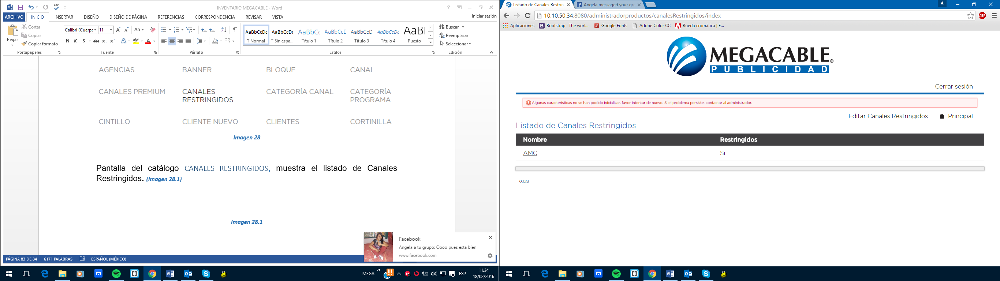 INVENTARIO MEGACABLE - Word
ARCHIVO INICIO INSERTAR DISEÑO DISEÑO DE PÁGINA REFERENCIAS CORRESPONDENCIA REVISAR VISTA Iniciar sesión
Pegar
Cortar
Copiar
Copiar formato
Portapapeles
Calibri (Cuerp 11
Fuente
Párrafo
AaBbCcDc AaBbCcDc AaBbC AaBbCcE AaBbCcD AaBbCcDc AaBl
¶ Normal ¶ Sin espa... Título 1 Título 2 Título 3 Título 4 Puesto
Estilos
Buscar
Reemplazar
Seleccionar
Edición
AGENCIAS BANNER BLOQUE CANAL
CANALES PREMIUM CANALES RESTRINGIDOS CATEGORÍA CANAL CATEGORÍA PROGRAMA
CINTILLO CLIENTE NUEVO CLIENTES CORTINILLA
Imagen 28
Pantalla del catálogo CANALES RESTRINGIDOS, muestra el listado de Canales
Restringidos. (Imagen 28.1)
Imagen 28.1
Facebook
Angela a tu grupo: Oooo pues esta bien
www.facebook.com
PÁGINA 83 DE 84 6171 PALABRAS ESPAÑOL (MÉXICO)
MEGA ESP 11:34
18/02/2016
Listado de Canales Restrin Angela messaged your gro
10.10.50.34:8080/administradorproductos/canalesRestringidos/index
Aplicaciones Bootstrap · The worl... Google Fonts Adobe Color CC Rueda cromática | E...
MEGACABLE®
PUBLICIDAD
Cerrar sesión
Algunas características no se han podido inicializar, favor intentar de nuevo. Si el problema persiste, contactar al administrador.
Editar Canales Restringidos Principal
Listado de Canales Restringidos
Nombre Restringidos
AMC Si
0.1.23